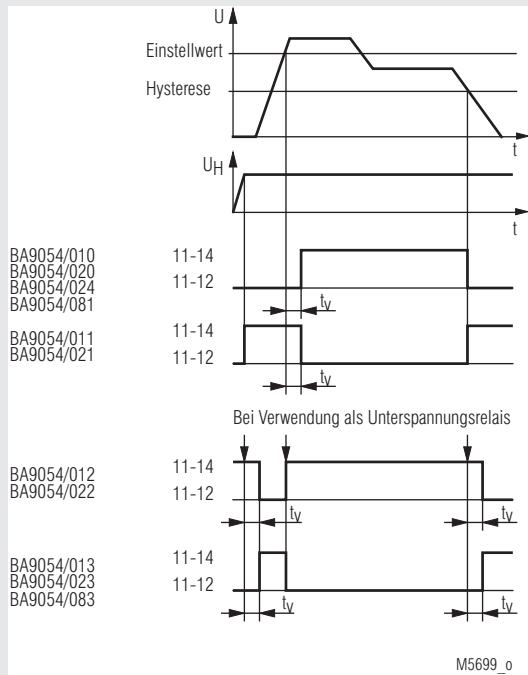 U
Einstellwert
Hysterese
t
UH
t
BA9054/010
BA9054/020
BA9054/024
BA9054/081
11-14
11-12
tv
BA9054/011
BA9054/021
11-14
11-12
tv
Bei Verwendung als Unterspannungsrelais
BA9054/012
BA9054/022
11-14
11-12
tv
tv
BA9054/013
BA9054/023
BA9054/083
11-14
11-12
tv
tv
M5699_o